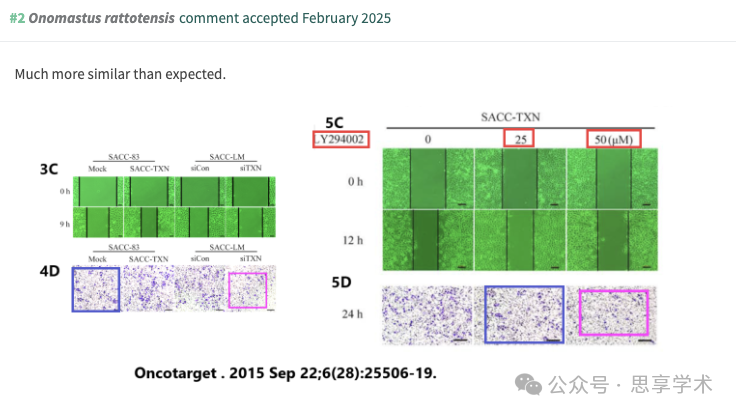 #2 Onomastus rattotensis comment accepted February 2025
Much more similar than expected.
5C
SACC-TXN
LY294002
0
25
50(μM)
0 h
12 h
3C
SACC-83
SACC-LM
Mock
SACC-TXN
siCon
siTXN
0 h
9 h
SACC-83
SACC-LM
Mock
SACC-TXN
siCon
siTXN
4D
5D
24 h
Oncotarget . 2015 Sep 22;6(28):25506-19.
公众号 · 思享学术